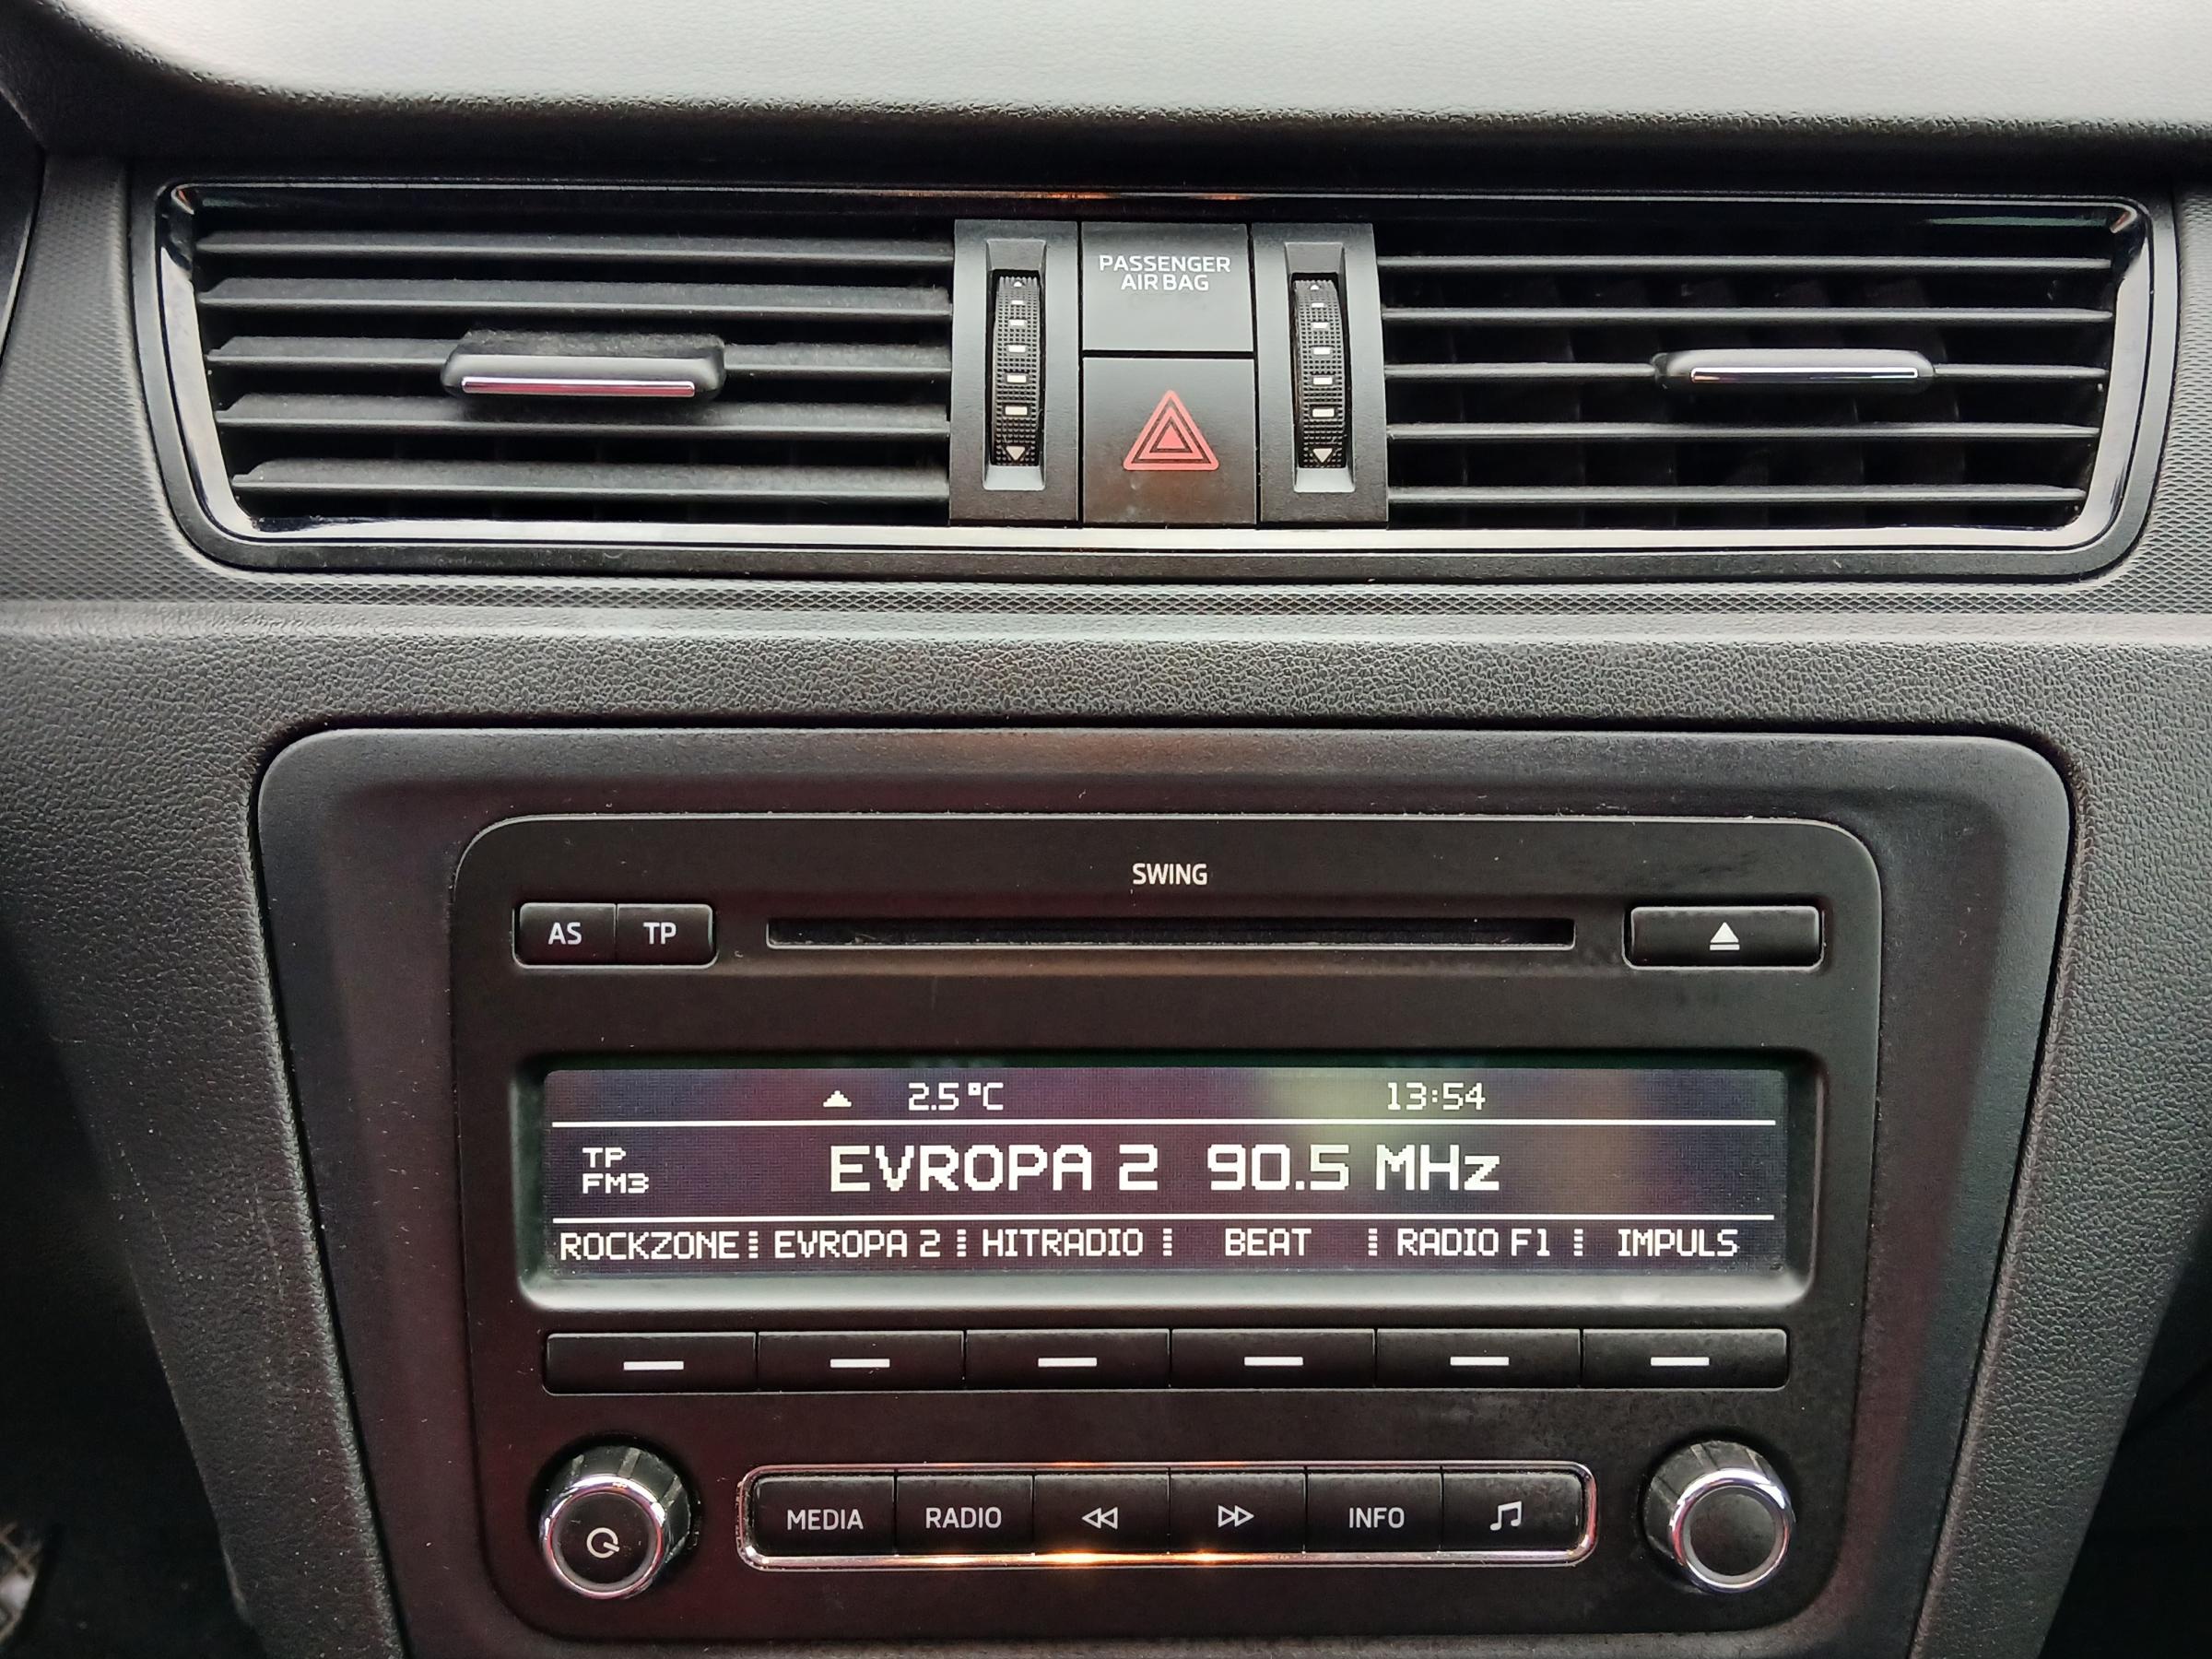 PASSENGER
AIR BAG
SWING
AS TP
2.5 °C 13:54
TP
FM3
EVROPA 2 90.5 MHz
ROCKZONE EVROPA 2 HITRADIO BEAT RADIO F1 IMPULS
MEDIA RADIO INFO